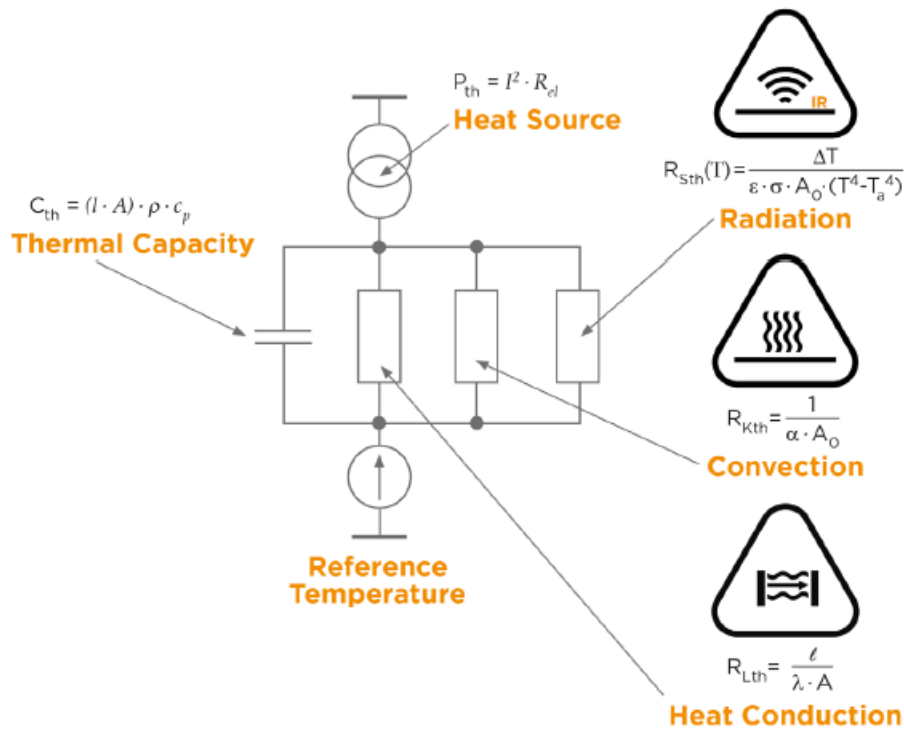 P_th = I² · R_el
Heat Source
C_th = (l · A) · ρ · c_p
Thermal Capacity
IR
R_Sth(T) = ΔT / (ε · σ · A_O · (T⁴-T_a⁴))
Radiation
R_Kth = 1 / (α · A_O)
Convection
Reference
Temperature
R_Lth = ℓ / (λ · A)
Heat Conduction